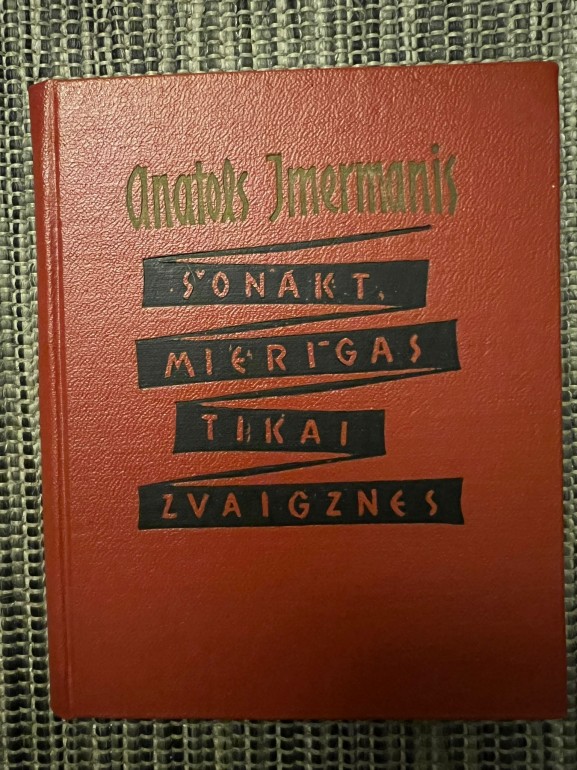 Anatols Imermanis
ŠONAKT
MIERĪGAS
TIKAI
ZVAIGZNES